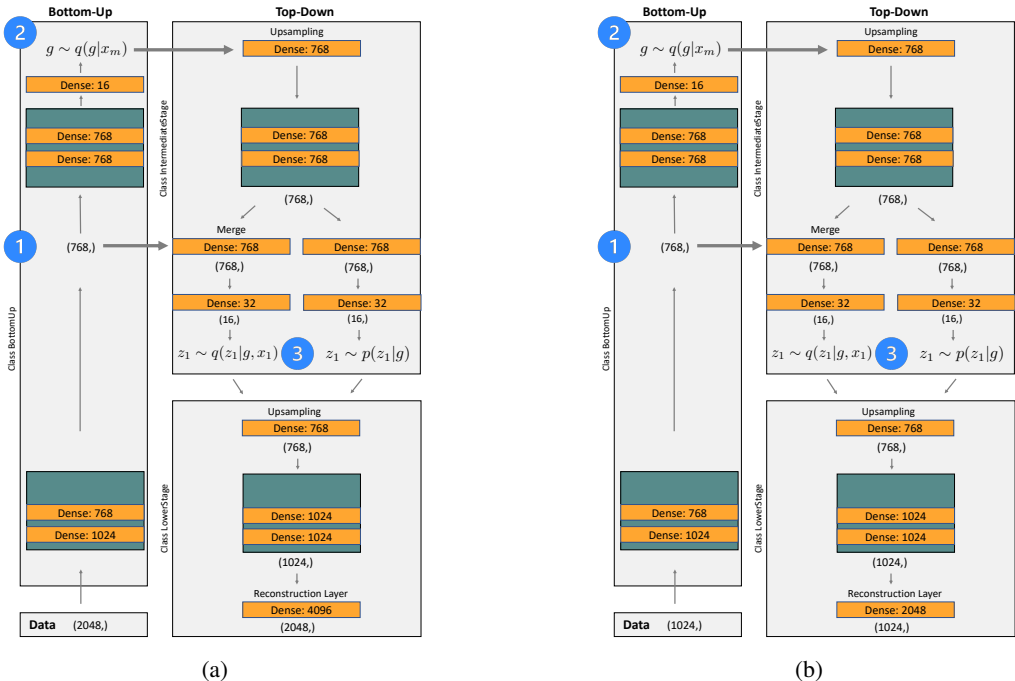 Bottom-Up
Top-Down
2
g ∼ q(g|x_m)
Upsampling
Dense: 768
Dense: 16
Dense: 768
Dense: 768
Class IntermediateStage
Dense: 768
Dense: 768
(768,)
1
(768,)
Merge
Dense: 768
Dense: 768
(768,)
(768,)
Dense: 32
Dense: 32
(16,)
(16,)
z_1 ∼ q(z_1|g, x_1)
3
z_1 ∼ p(z_1|g)
Class BottomUp
Upsampling
Dense: 768
(768,)
Class LowerStage
Dense: 768
Dense: 1024
Dense: 1024
Dense: 1024
(1024,)
Reconstruction Layer
Dense: 4096
(2048,)
Data (2048,)
(a)
Bottom-Up
Top-Down
2
g ∼ q(g|x_m)
Upsampling
Dense: 768
Dense: 16
Dense: 768
Dense: 768
Class IntermediateStage
Dense: 768
Dense: 768
(768,)
1
(768,)
Merge
Dense: 768
Dense: 768
(768,)
(768,)
Dense: 32
Dense: 32
(16,)
(16,)
z_1 ∼ q(z_1|g, x_1)
3
z_1 ∼ p(z_1|g)
Class BottomUp
Upsampling
Dense: 768
(768,)
Class LowerStage
Dense: 768
Dense: 1024
Dense: 1024
Dense: 1024
(1024,)
Reconstruction Layer
Dense: 2048
(1024,)
Data (1024,)
(b)